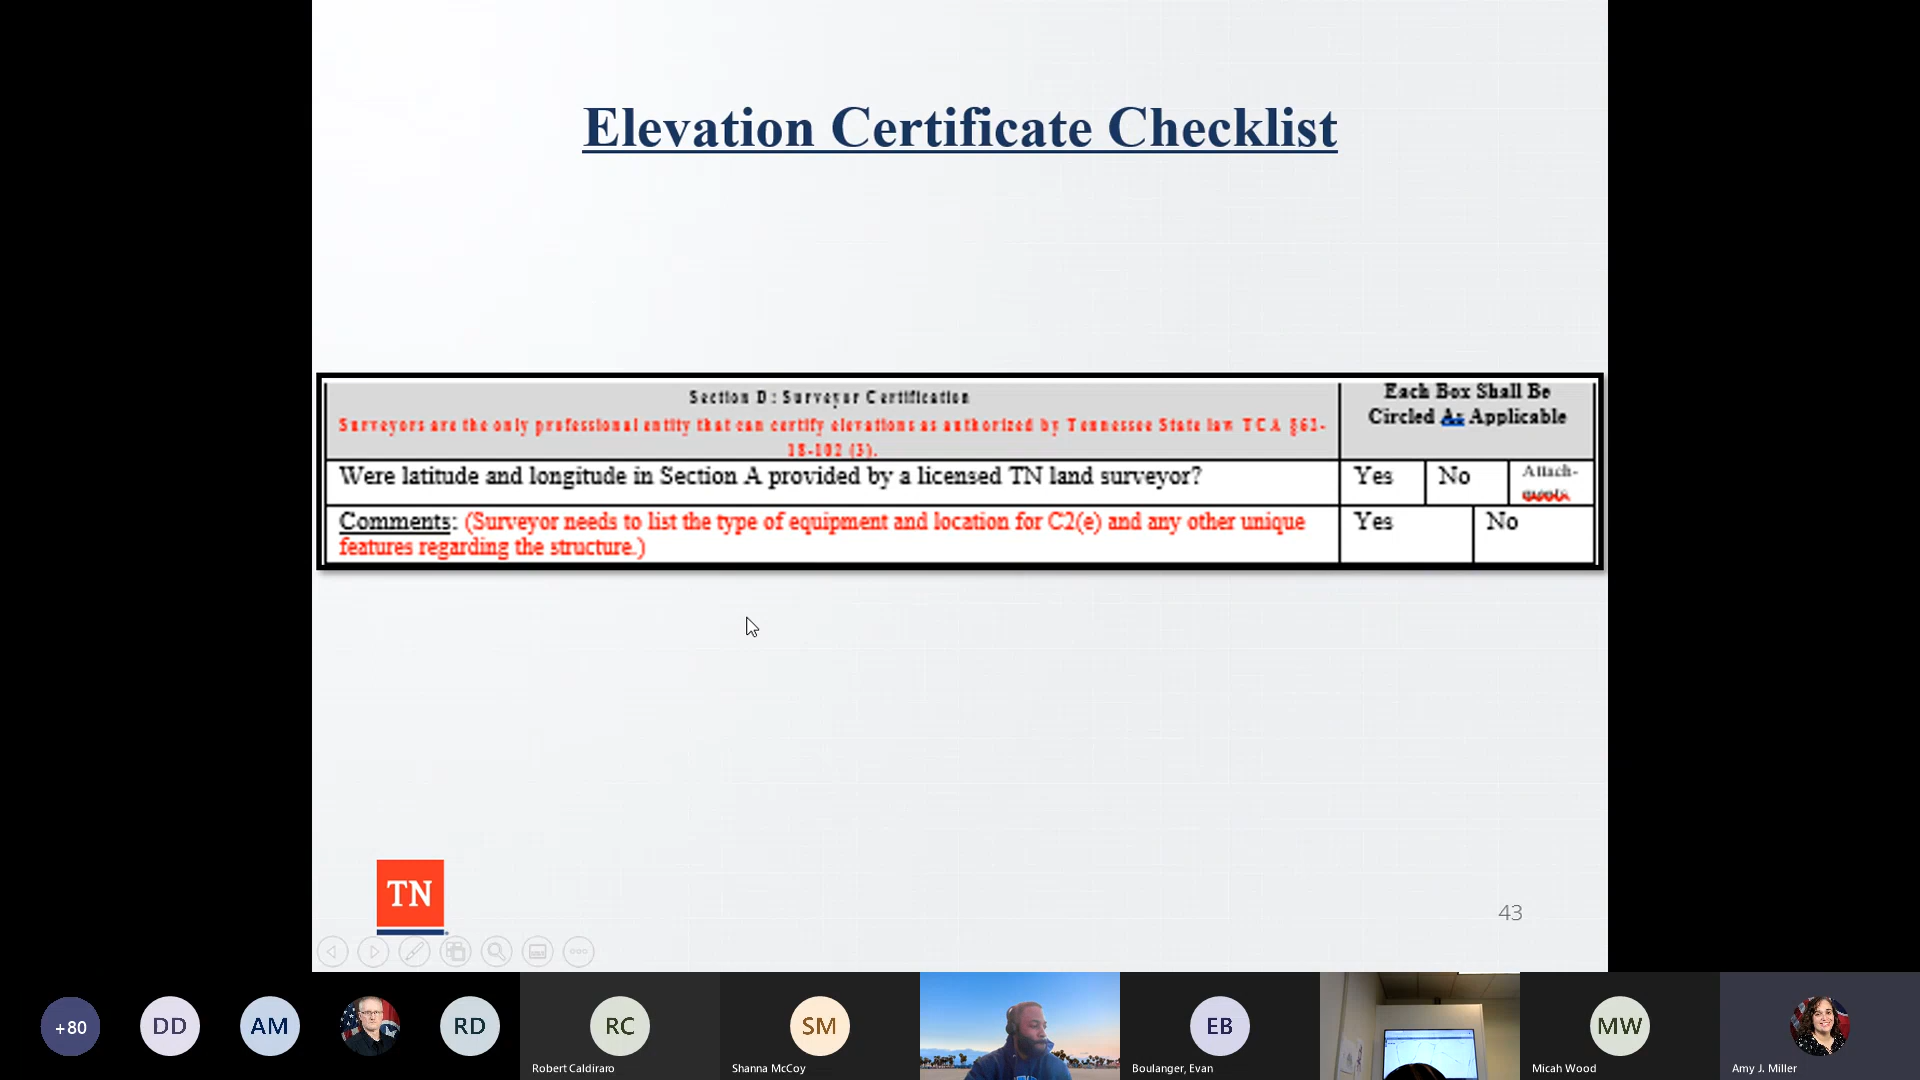 Elevation Certificate Checklist
Section D: Surveyor Certification
Surveyors are the only professional entity that can certify elevations as authorized by Tennessee State law TCA §62-
18-102 (3).
Each Box Shall Be
Circled As Applicable
Were latitude and longitude in Section A provided by a licensed TN land surveyor?
Yes
No
Attach-
ments
Comments: (Surveyor needs to list the type of equipment and location for C2(e) and any other unique
features regarding the structure.)
Yes
No
TN
43
+80
DD
AM
RD
RC
Robert Caldiraro
SM
Shanna McCoy
EB
Boulanger, Evan
MW
Micah Wood
Amy J. Miller